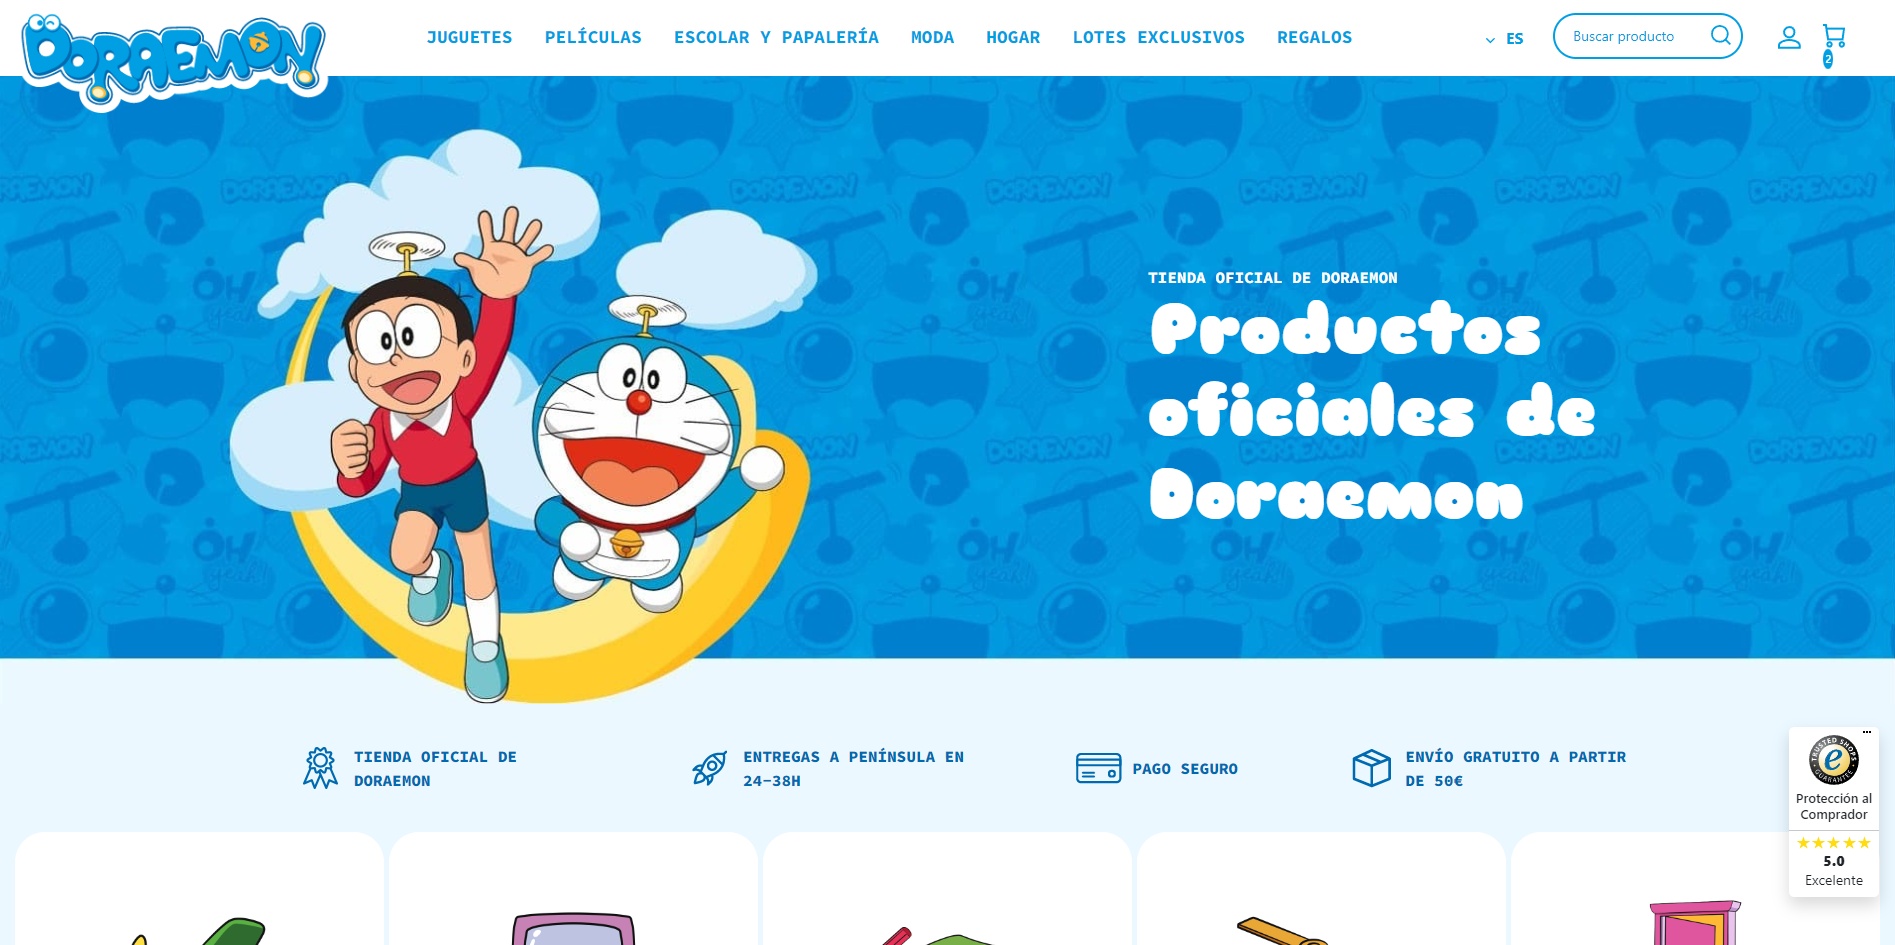 DORAEMON
JUGUETES PELÍCULAS ESCOLAR Y PAPALERÍA MODA HOGAR LOTES EXCLUSIVOS REGALOS
ES
Buscar producto
2
TIENDA OFICIAL DE DORAEMON
Productos
oficiales de
Doraemon
TIENDA OFICIAL DE
DORAEMON
ENTREGAS A PENÍNSULA EN
24-38H
PAGO SEGURO
ENVÍO GRATUITO A PARTIR
DE 50€
TRUSTED SHOPS
e
GUARANTEE
Protección al
Comprador
5.0
Excelente